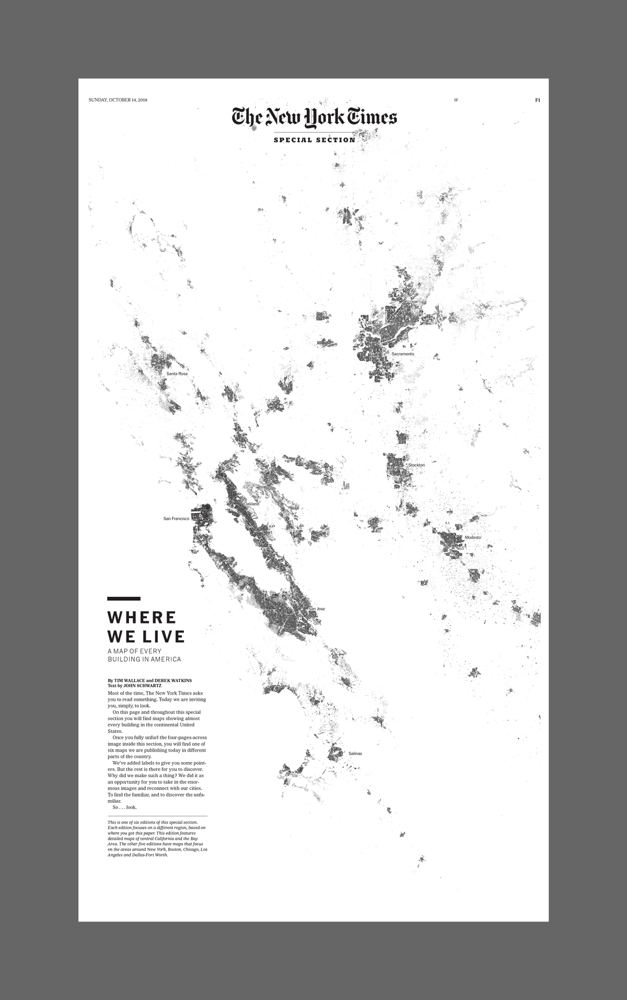 SUNDAY, OCTOBER 14, 2018
SF
F1
The New York Times
SPECIAL SECTION
Sacramento
Santa Rosa
Stockton
Oakland
San Francisco
Modesto
San Jose
Salinas
WHERE
WE LIVE
A MAP OF EVERY
BUILDING IN AMERICA
By TIM WALLACE and DEREK WATKINS
Text by JOHN SCHWARTZ
Most of the time, The New York Times asks
you to read something. Today we are inviting
you, simply, to look.
On this page and throughout this special
section you will find maps showing almost
every building in the continental United
States.
Once you fully unfurl the four-pages-across
image inside this section, you will find one of
six maps we are publishing today in different
parts of the country.
We've added labels to give you some point-
ers. But the rest is there for you to discover.
Why did we make such a thing? We did it as
an opportunity for you to take in the enor-
mous images and reconnect with our cities.
To find the familiar, and to discover the unfa-
miliar.
So . . . look.
This is one of six editions of this special section.
Each edition focuses on a different region, based on
where you got this paper. This edition features
detailed maps of central California and the Bay
Area. The other five editions have maps that focus
on the areas around New York, Boston, Chicago, Los
Angeles and Dallas-Fort Worth.